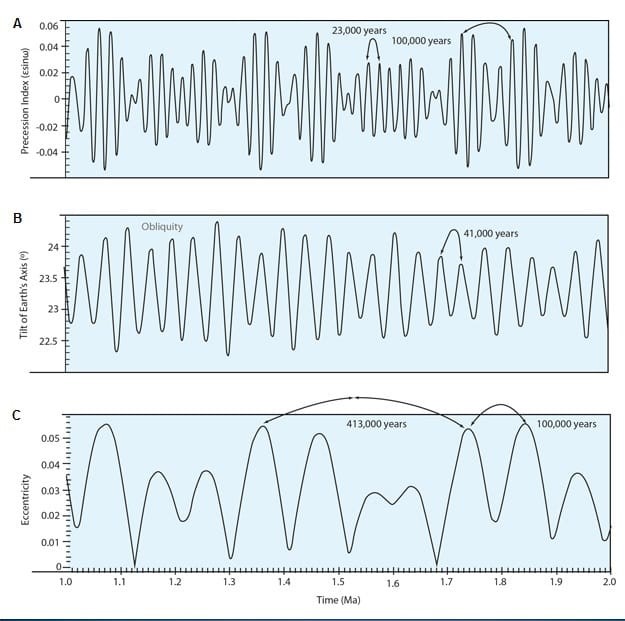 A
Precession Index (εsinω)
0.06
0.04
0.02
0
-0.02
-0.04
23,000 years
100,000 years
B
Tilt of Earth's Axis (º)
24
23.5
23
22.5
Obliquity
41,000 years
C
Eccentricity
0.05
0.04
0.03
0.02
0.01
0
413,000 years
100,000 years
1.0 1.1 1.2 1.3 1.4 1.5 1.6 1.7 1.8 1.9 2.0
Time (Ma)